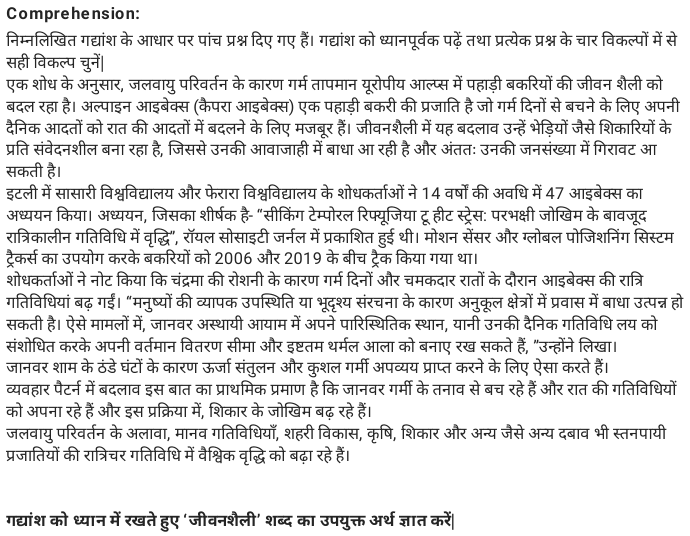 Comprehension:
निम्नलिखित गद्यांश के आधार पर पांच प्रश्न दिए गए हैं। गद्यांश को ध्यानपूर्वक पढ़ें तथा प्रत्येक प्रश्न के चार विकल्पों में से
सही विकल्प चुनें|
एक शोध के अनुसार, जलवायु परिवर्तन के कारण गर्म तापमान यूरोपीय आल्प्स में पहाड़ी बकरियों की जीवन शैली को
बदल रहा है। अल्पाइन आइबेक्स (कैपरा आइबेक्स) एक पहाड़ी बकरी की प्रजाति है जो गर्म दिनों से बचने के लिए अपनी
दैनिक आदतों को रात की आदतों में बदलने के लिए मजबूर हैं। जीवनशैली में यह बदलाव उन्हें भेड़ियों जैसे शिकारियों के
प्रति संवेदनशील बना रहा है, जिससे उनकी आवाजाही में बाधा आ रही है और अंततः उनकी जनसंख्या में गिरावट आ
सकती है।
इटली में सासारी विश्वविद्यालय और फेरारा विश्वविद्यालय के शोधकर्ताओं ने 14 वर्षों की अवधि में 47 आइबेक्स का
अध्ययन किया। अध्ययन, जिसका शीर्षक है- “सीकिंग टेम्पोरल रिफ्यूजिया टू हीट स्ट्रेस: परभक्षी जोखिम के बावजूद
रात्रिकालीन गतिविधि में वृद्धि”, रॉयल सोसाइटी जर्नल में प्रकाशित हुई थी। मोशन सेंसर और ग्लोबल पोजिशनिंग सिस्टम
ट्रैकर्स का उपयोग करके बकरियों को 2006 और 2019 के बीच ट्रैक किया गया था।
शोधकर्ताओं ने नोट किया कि चंद्रमा की रोशनी के कारण गर्म दिनों और चमकदार रातों के दौरान आइबेक्स की रात्रि
गतिविधियां बढ़ गईं। “मनुष्यों की व्यापक उपस्थिति या भूदृश्य संरचना के कारण अनुकूल क्षेत्रों में प्रवास में बाधा उत्पन्न हो
सकती है। ऐसे मामलों में, जानवर अस्थायी आयाम में अपने पारिस्थितिक स्थान, यानी उनकी दैनिक गतिविधि लय को
संशोधित करके अपनी वर्तमान वितरण सीमा और इष्टतम थर्मल आला को बनाए रख सकते हैं, ”उन्होंने लिखा।
जानवर शाम के ठंडे घंटों के कारण ऊर्जा संतुलन और कुशल गर्मी अपव्यय प्राप्त करने के लिए ऐसा करते हैं।
व्यवहार पैटर्न में बदलाव इस बात का प्राथमिक प्रमाण है कि जानवर गर्मी के तनाव से बच रहे हैं और रात की गतिविधियों
को अपना रहे हैं और इस प्रक्रिया में, शिकार के जोखिम बढ़ रहे हैं।
जलवायु परिवर्तन के अलावा, मानव गतिविधियाँ, शहरी विकास, कृषि, शिकार और अन्य जैसे अन्य दबाव भी स्तनपायी
प्रजातियों की रात्रिचर गतिविधि में वैश्विक वृद्धि को बढ़ा रहे हैं।
गद्यांश को ध्यान में रखते हुए ‘जीवनशैली’ शब्द का उपयुक्त अर्थ ज्ञात करें|